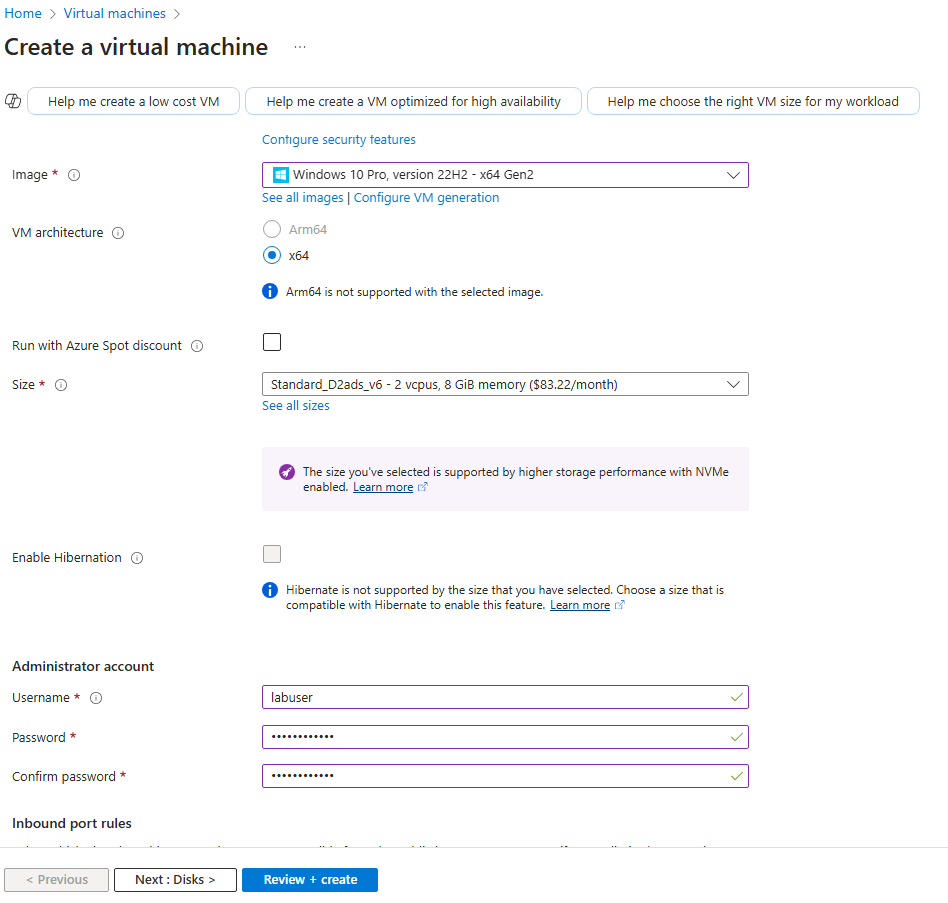 Home > Virtual machines >
Create a virtual machine ...
Help me create a low cost VM
Help me create a VM optimized for high availability
Help me choose the right VM size for my workload
Configure security features
Image *
Windows 10 Pro, version 22H2 - x64 Gen2
See all images | Configure VM generation
VM architecture
Arm64
x64
Arm64 is not supported with the selected image.
Run with Azure Spot discount
Size *
Standard_D2ads_v6 - 2 vcpus, 8 GiB memory ($83.22/month)
See all sizes
The size you've selected is supported by higher storage performance with NVMe
enabled. Learn more
Enable Hibernation
Hibernate is not supported by the size that you have selected. Choose a size that is
compatible with Hibernate to enable this feature. Learn more
Administrator account
Username *
labuser
Password *
••••••••••••
Confirm password *
••••••••••••
Inbound port rules
< Previous
Next : Disks >
Review + create